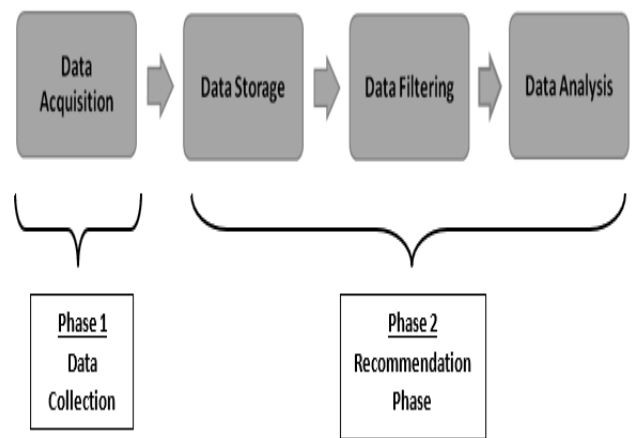 Data
Acquisition
Data Storage
Data Filtering
Data Analysis
Phase 1
Data
Collection
Phase 2
Recommendation
Phase